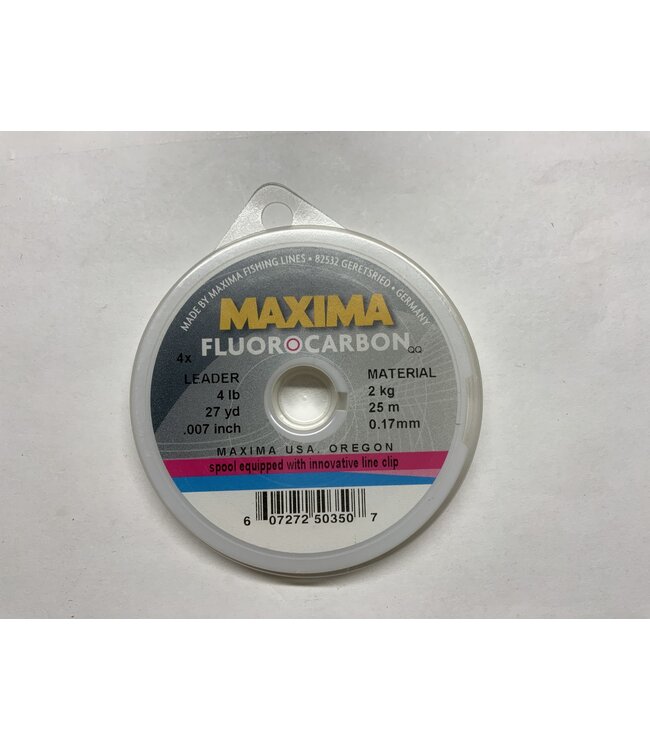 MADE BY MAXIMA FISHING LINES • 82532 GERETSRIED • GERMANY
MAXIMA
FLUOROCARBON QQ
4x
LEADER MATERIAL
4 lb 2 kg
27 yd 25 m
.007 inch 0.17mm
MAXIMA USA, OREGON
spool equipped with innovative line clip
6 07272 50350 7